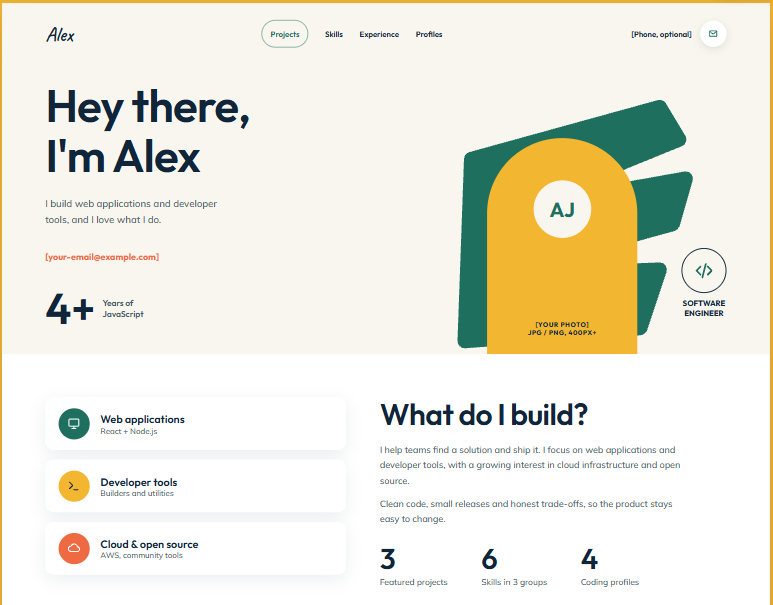 Alex
Projects
Skills
Experience
Profiles
[Phone, optional]
Hey there,
I'm Alex
I build web applications and developer
tools, and I love what I do.
[your-email@example.com]
4+
Years of
JavaScript
AJ
[YOUR PHOTO]
JPG / PNG, 400PX+
</>
SOFTWARE
ENGINEER
Web applications
React + Node.js
Developer tools
Builders and utilities
Cloud & open source
AWS, community tools
What do I build?
I help teams find a solution and ship it. I focus on web applications and
developer tools, with a growing interest in cloud infrastructure and open
source.
Clean code, small releases and honest trade-offs, so the product stays
easy to change.
3
Featured projects
6
Skills in 3 groups
4
Coding profiles